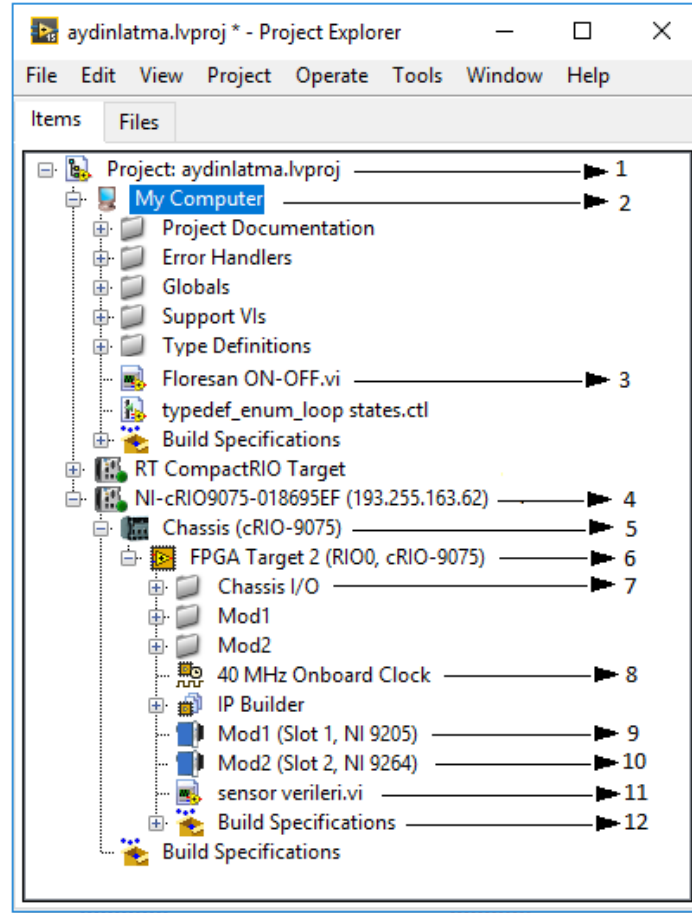 aydinlatma.lvproj * - Project Explorer
File Edit View Project Operate Tools Window Help
Items Files
Project: aydinlatma.lvproj 1
My Computer 2
Project Documentation
Error Handlers
Globals
Support VIs
Type Definitions
Floresan ON-OFF.vi 3
typedef_enum_loop states.ctl
Build Specifications
RT CompactRIO Target
NI-cRIO9075-018695EF (193.255.163.62) 4
Chassis (cRIO-9075) 5
FPGA Target 2 (RIO0, cRIO-9075) 6
Chassis I/O 7
Mod1
Mod2
40 MHz Onboard Clock 8
IP Builder
Mod1 (Slot 1, NI 9205) 9
Mod2 (Slot 2, NI 9264) 10
sensor verileri.vi 11
Build Specifications 12
Build Specifications